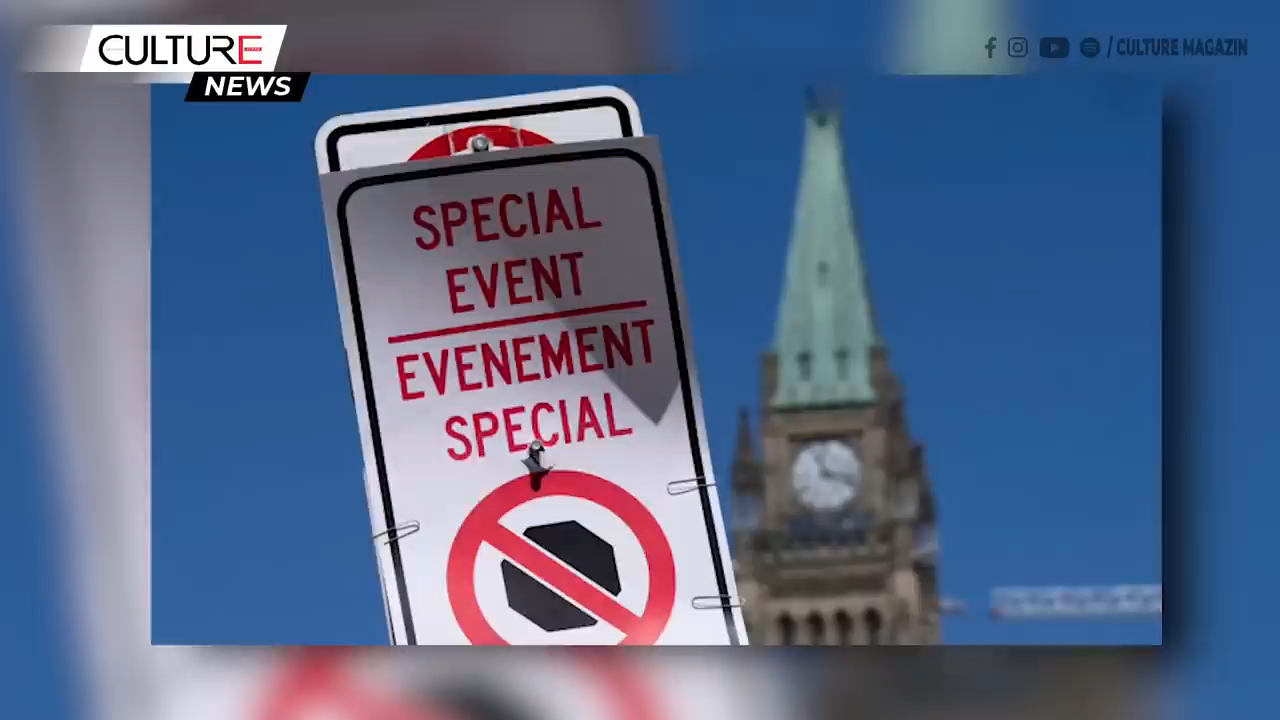 CULTURE
NEWS
/ CULTURE MAGAZIN
SPECIAL
EVENT
EVENEMENT
SPECIAL